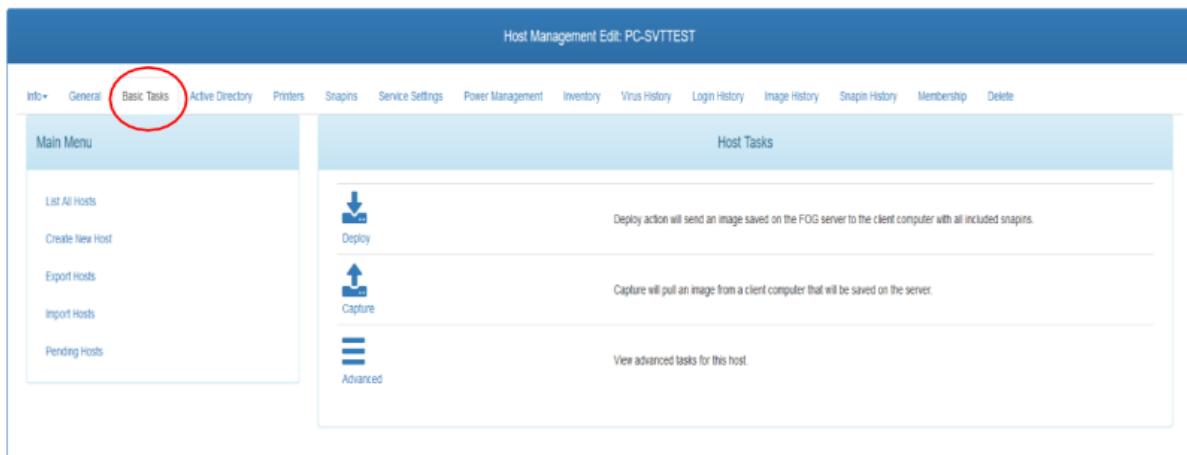 Host Management Edit: PC-SVTTEST
Info General Basic Tasks Active Directory Printers Snapins Service Settings Power Management Inventory Virus History Login History Image History Snapin History Membership Delete
Main Menu
List All Hosts
Create New Host
Export Hosts
Import Hosts
Pending Hosts
Host Tasks
Deploy
Deploy action will send an image saved on the FOG server to the client computer with all included snapins.
Capture
Capture will pull an image from a client computer that will be saved on the server.
Advanced
View advanced tasks for this host.